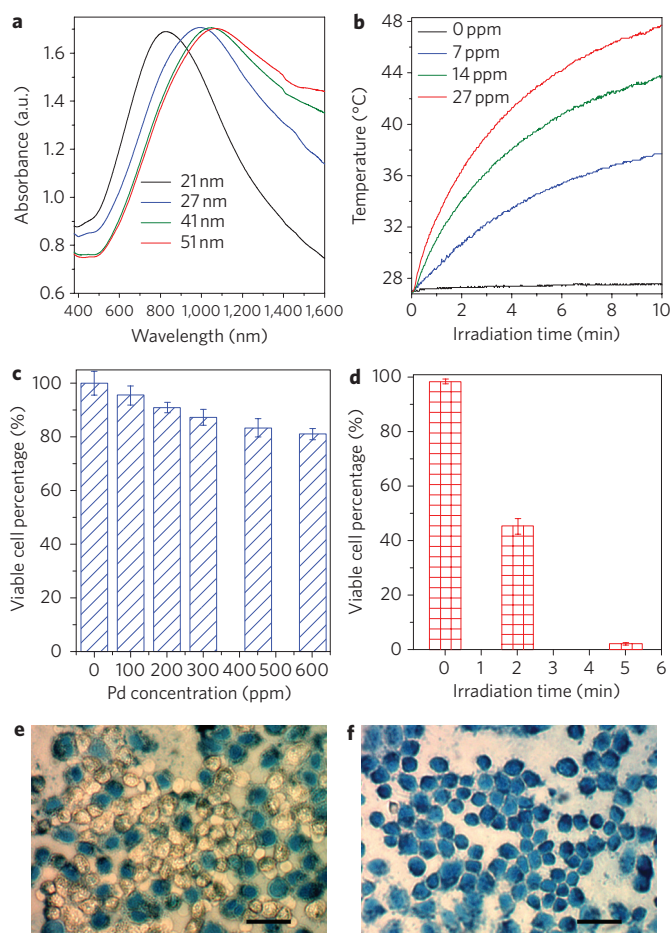 a
1.6
1.4
1.2
1.0
0.8
0.6
Absorbance (a.u.)
21 nm
27 nm
41 nm
51 nm
400 600 800 1,000 1,200 1,400 1,600
Wavelength (nm)
b
48
44
40
36
32
28
Temperature (°C)
0 ppm
7 ppm
14 ppm
27 ppm
0 2 4 6 8 10
Irradiation time (min)
c
100
80
60
40
20
0
Viable cell percentage (%)
0 100 200 300 400 500 600
Pd concentration (ppm)
d
100
80
60
40
20
0
Viable cell percentage (%)
0 1 2 3 4 5 6
Irradiation time (min)
e
f